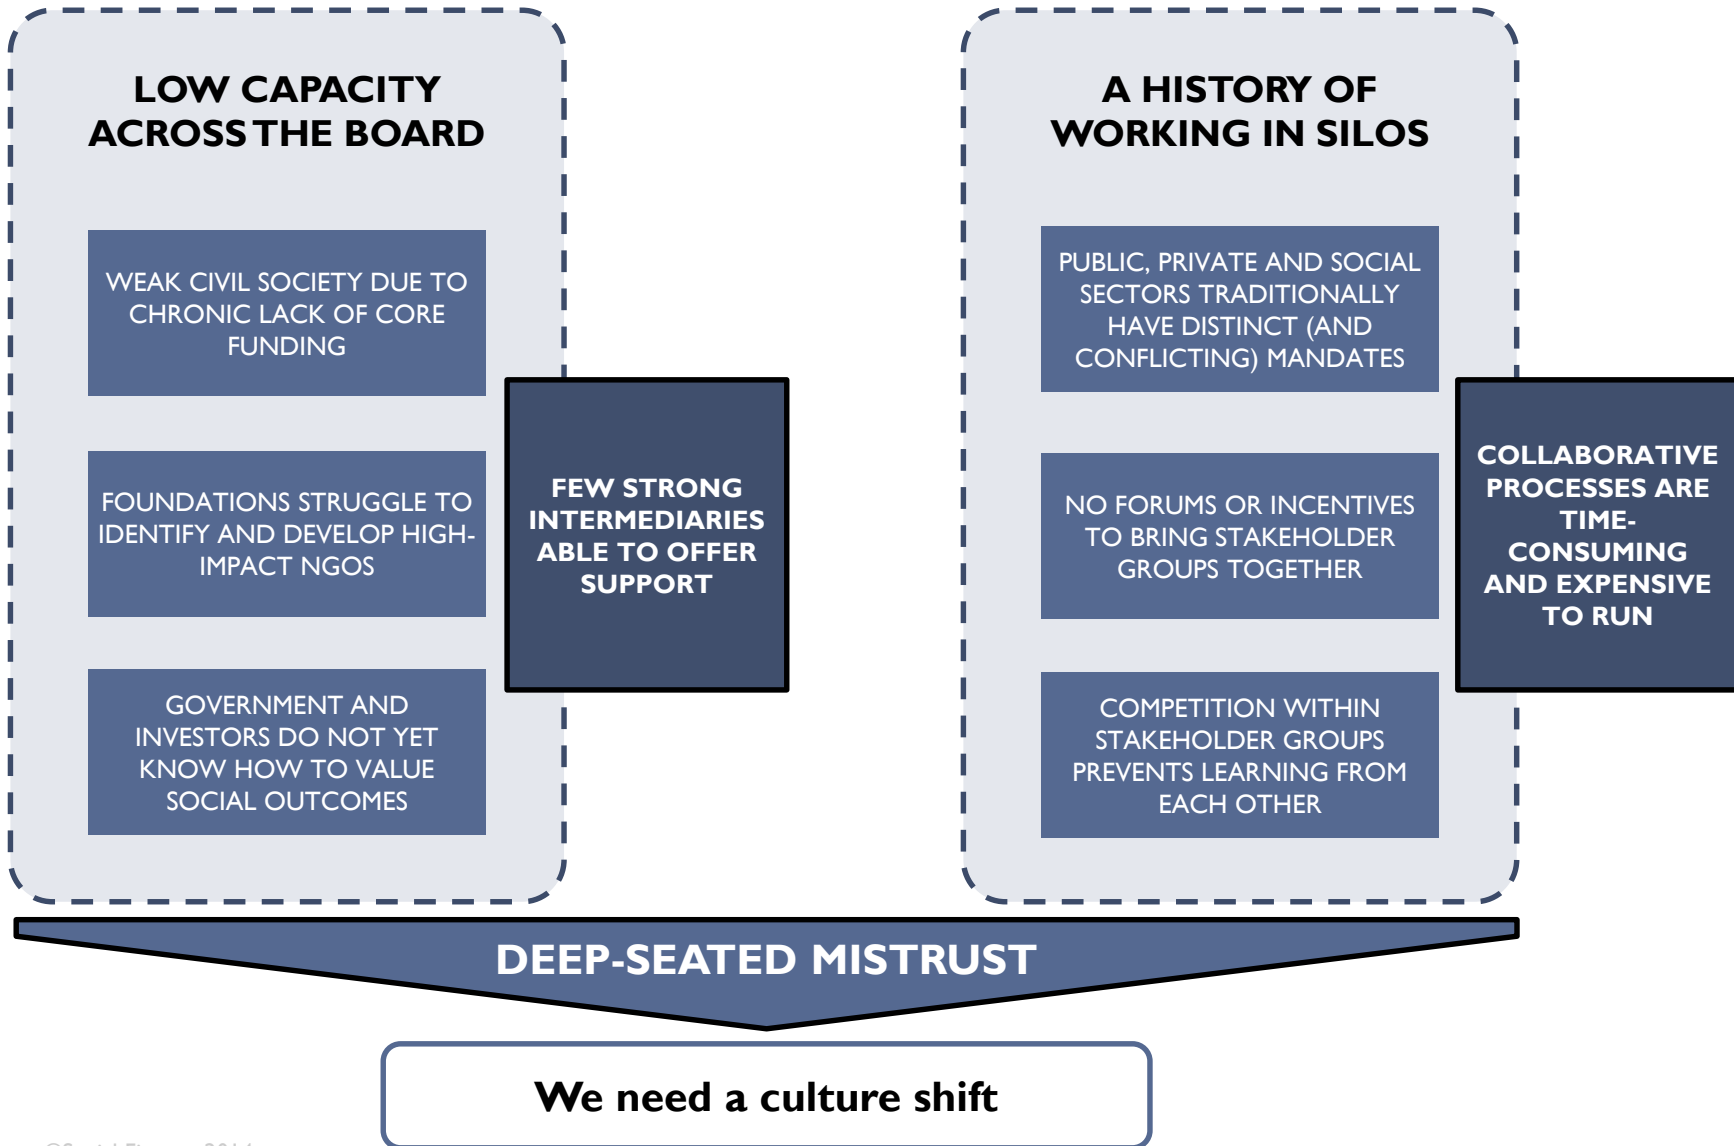 LOW CAPACITY
ACROSS THE BOARD
WEAK CIVIL SOCIETY DUE TO
CHRONIC LACK OF CORE
FUNDING
FOUNDATIONS STRUGGLE TO
IDENTIFY AND DEVELOP HIGH-
IMPACT NGOS
GOVERNMENT AND
INVESTORS DO NOT YET
KNOW HOW TO VALUE
SOCIAL OUTCOMES
FEW STRONG
INTERMEDIARIES
ABLE TO OFFER
SUPPORT
A HISTORY OF
WORKING IN SILOS
PUBLIC, PRIVATE AND SOCIAL
SECTORS TRADITIONALLY
HAVE DISTINCT (AND
CONFLICTING) MANDATES
NO FORUMS OR INCENTIVES
TO BRING STAKEHOLDER
GROUPS TOGETHER
COMPETITION WITHIN
STAKEHOLDER GROUPS
PREVENTS LEARNING FROM
EACH OTHER
COLLABORATIVE
PROCESSES ARE
TIME-
CONSUMING
AND EXPENSIVE
TO RUN
DEEP-SEATED MISTRUST
We need a culture shift